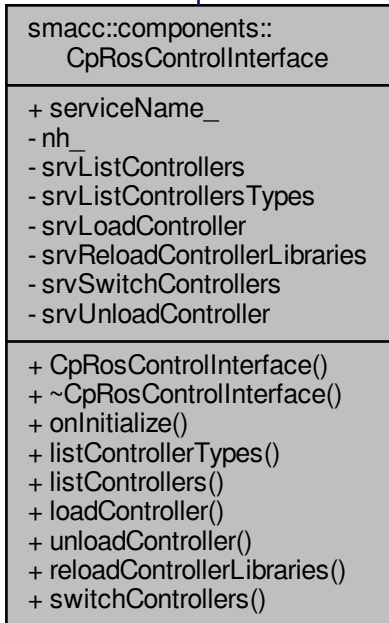 smacc::components::
CpRosControlInterface
+ serviceName_
- nh_
- srvListControllers
- srvListControllersTypes
- srvLoadController
- srvReloadControllerLibraries
- srvSwitchControllers
- srvUnloadController
+ CpRosControlInterface()
+ ~CpRosControlInterface()
+ onInitialize()
+ listControllerTypes()
+ listControllers()
+ loadController()
+ unloadController()
+ reloadControllerLibraries()
+ switchControllers()